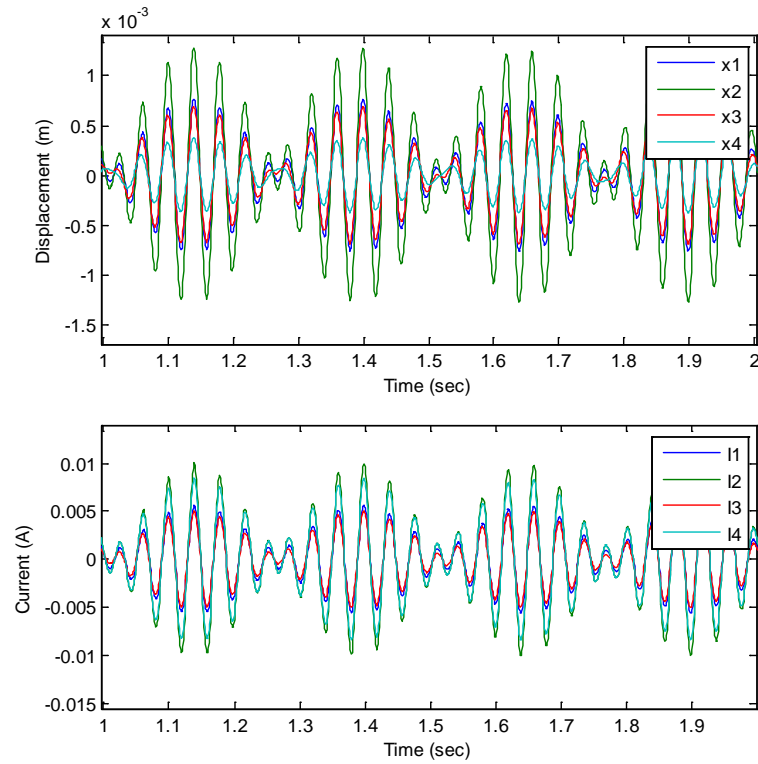 x 10^-3
1
0.5
0
-0.5
-1
-1.5
Displacement (m)
x1
x2
x3
x4
1 1.1 1.2 1.3 1.4 1.5 1.6 1.7 1.8 1.9 2
Time (sec)
0.01
0.005
0
-0.005
-0.01
-0.015
Current (A)
I1
I2
I3
I4
1 1.1 1.2 1.3 1.4 1.5 1.6 1.7 1.8 1.9
Time (sec)